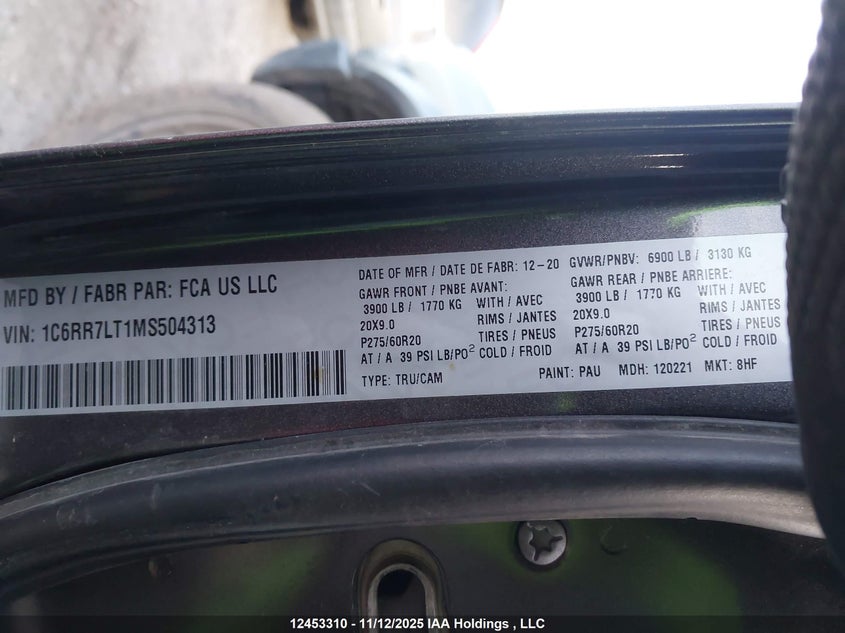 MFD BY / FABR PAR: FCA US LLC
VIN: 1C6RR7LT1MS504313
DATE OF MFR / DATE DE FABR: 12-20
GAWR FRONT / PNBE AVANT:
3900 LB / 1770 KG WITH / AVEC
20X9.0 RIMS / JANTES
P275/60R20 TIRES / PNEUS
AT / A 39 PSI LB/PO² COLD / FROID
TYPE: TRU/CAM
GVWR/PNBV: 6900 LB / 3130 KG
GAWR REAR / PNBE ARRIERE:
3900 LB / 1770 KG WITH / AVEC
20X9.0 RIMS / JANTES
P275/60R20 TIRES / PNEUS
AT / A 39 PSI LB/PO² COLD / FROID
PAINT: PAU MDH: 120221 MKT: 8HF
12453310 - 11/12/2025 IAA Holdings , LLC